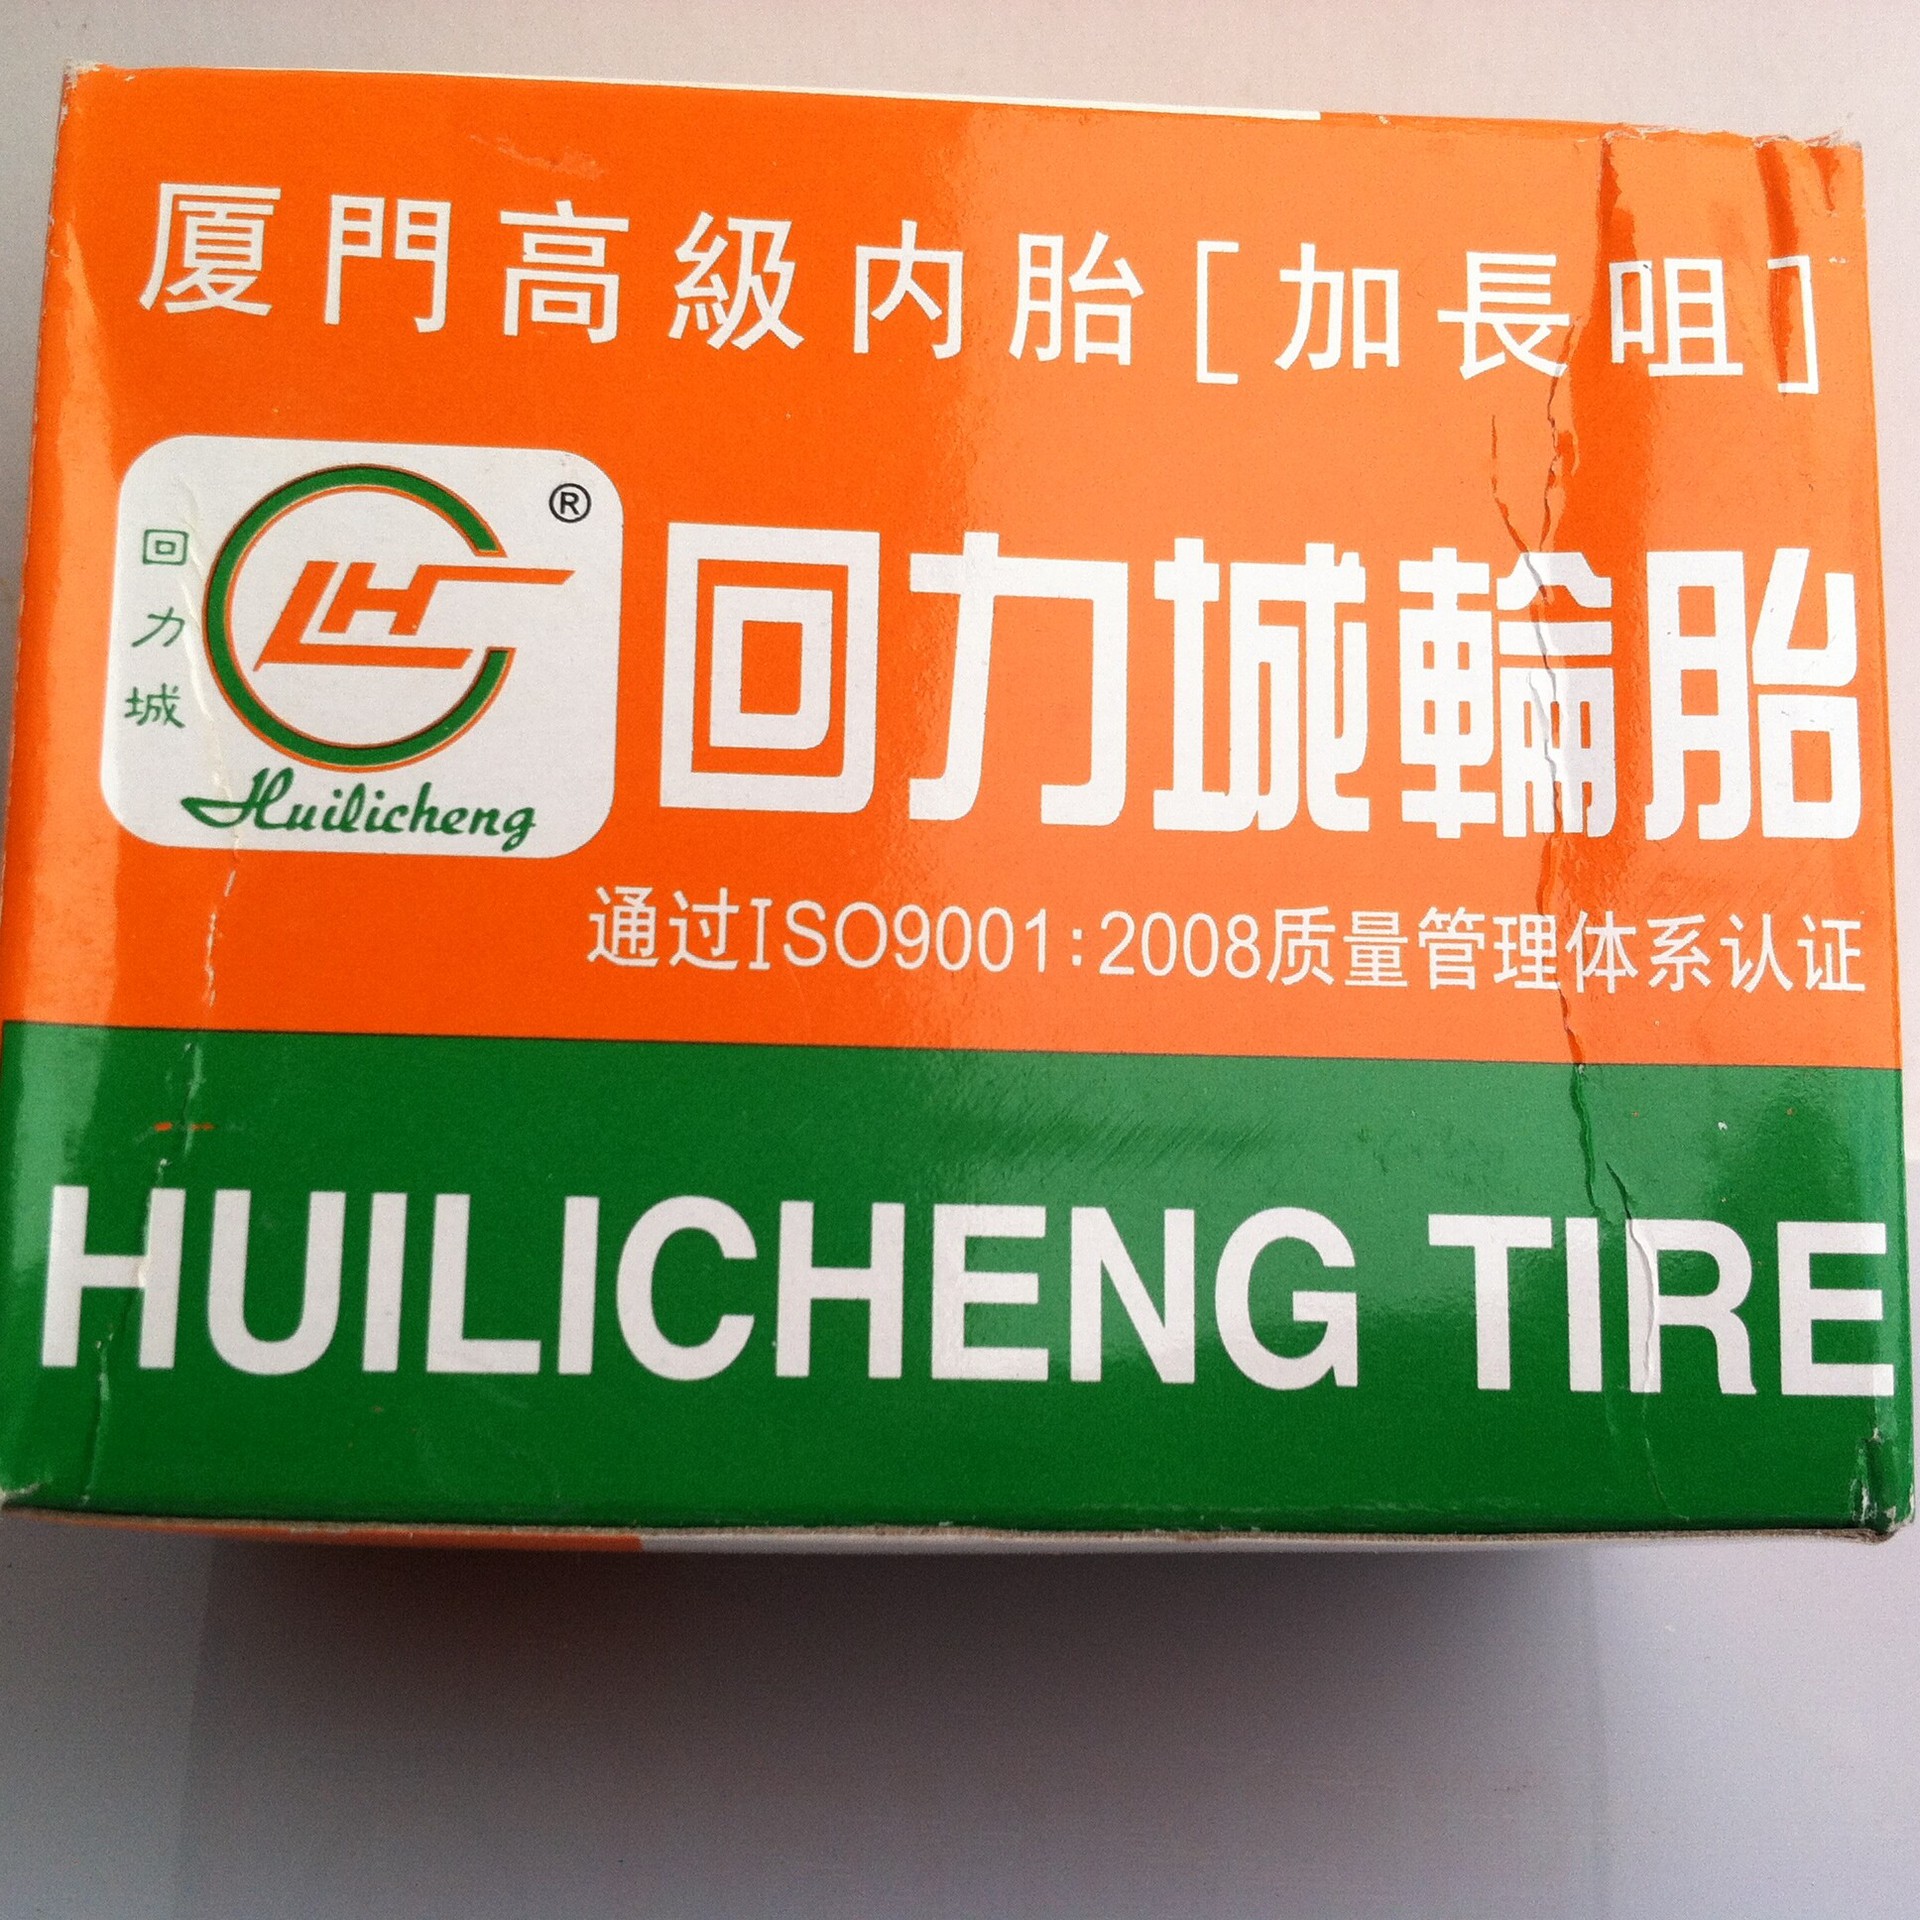 厦門高級内胎[加長咀]
®
回力城
LHC
Huilicheng
回力城輪胎
通过ISO9001:2008质量管理体系认证
HUILICHENG TIRE